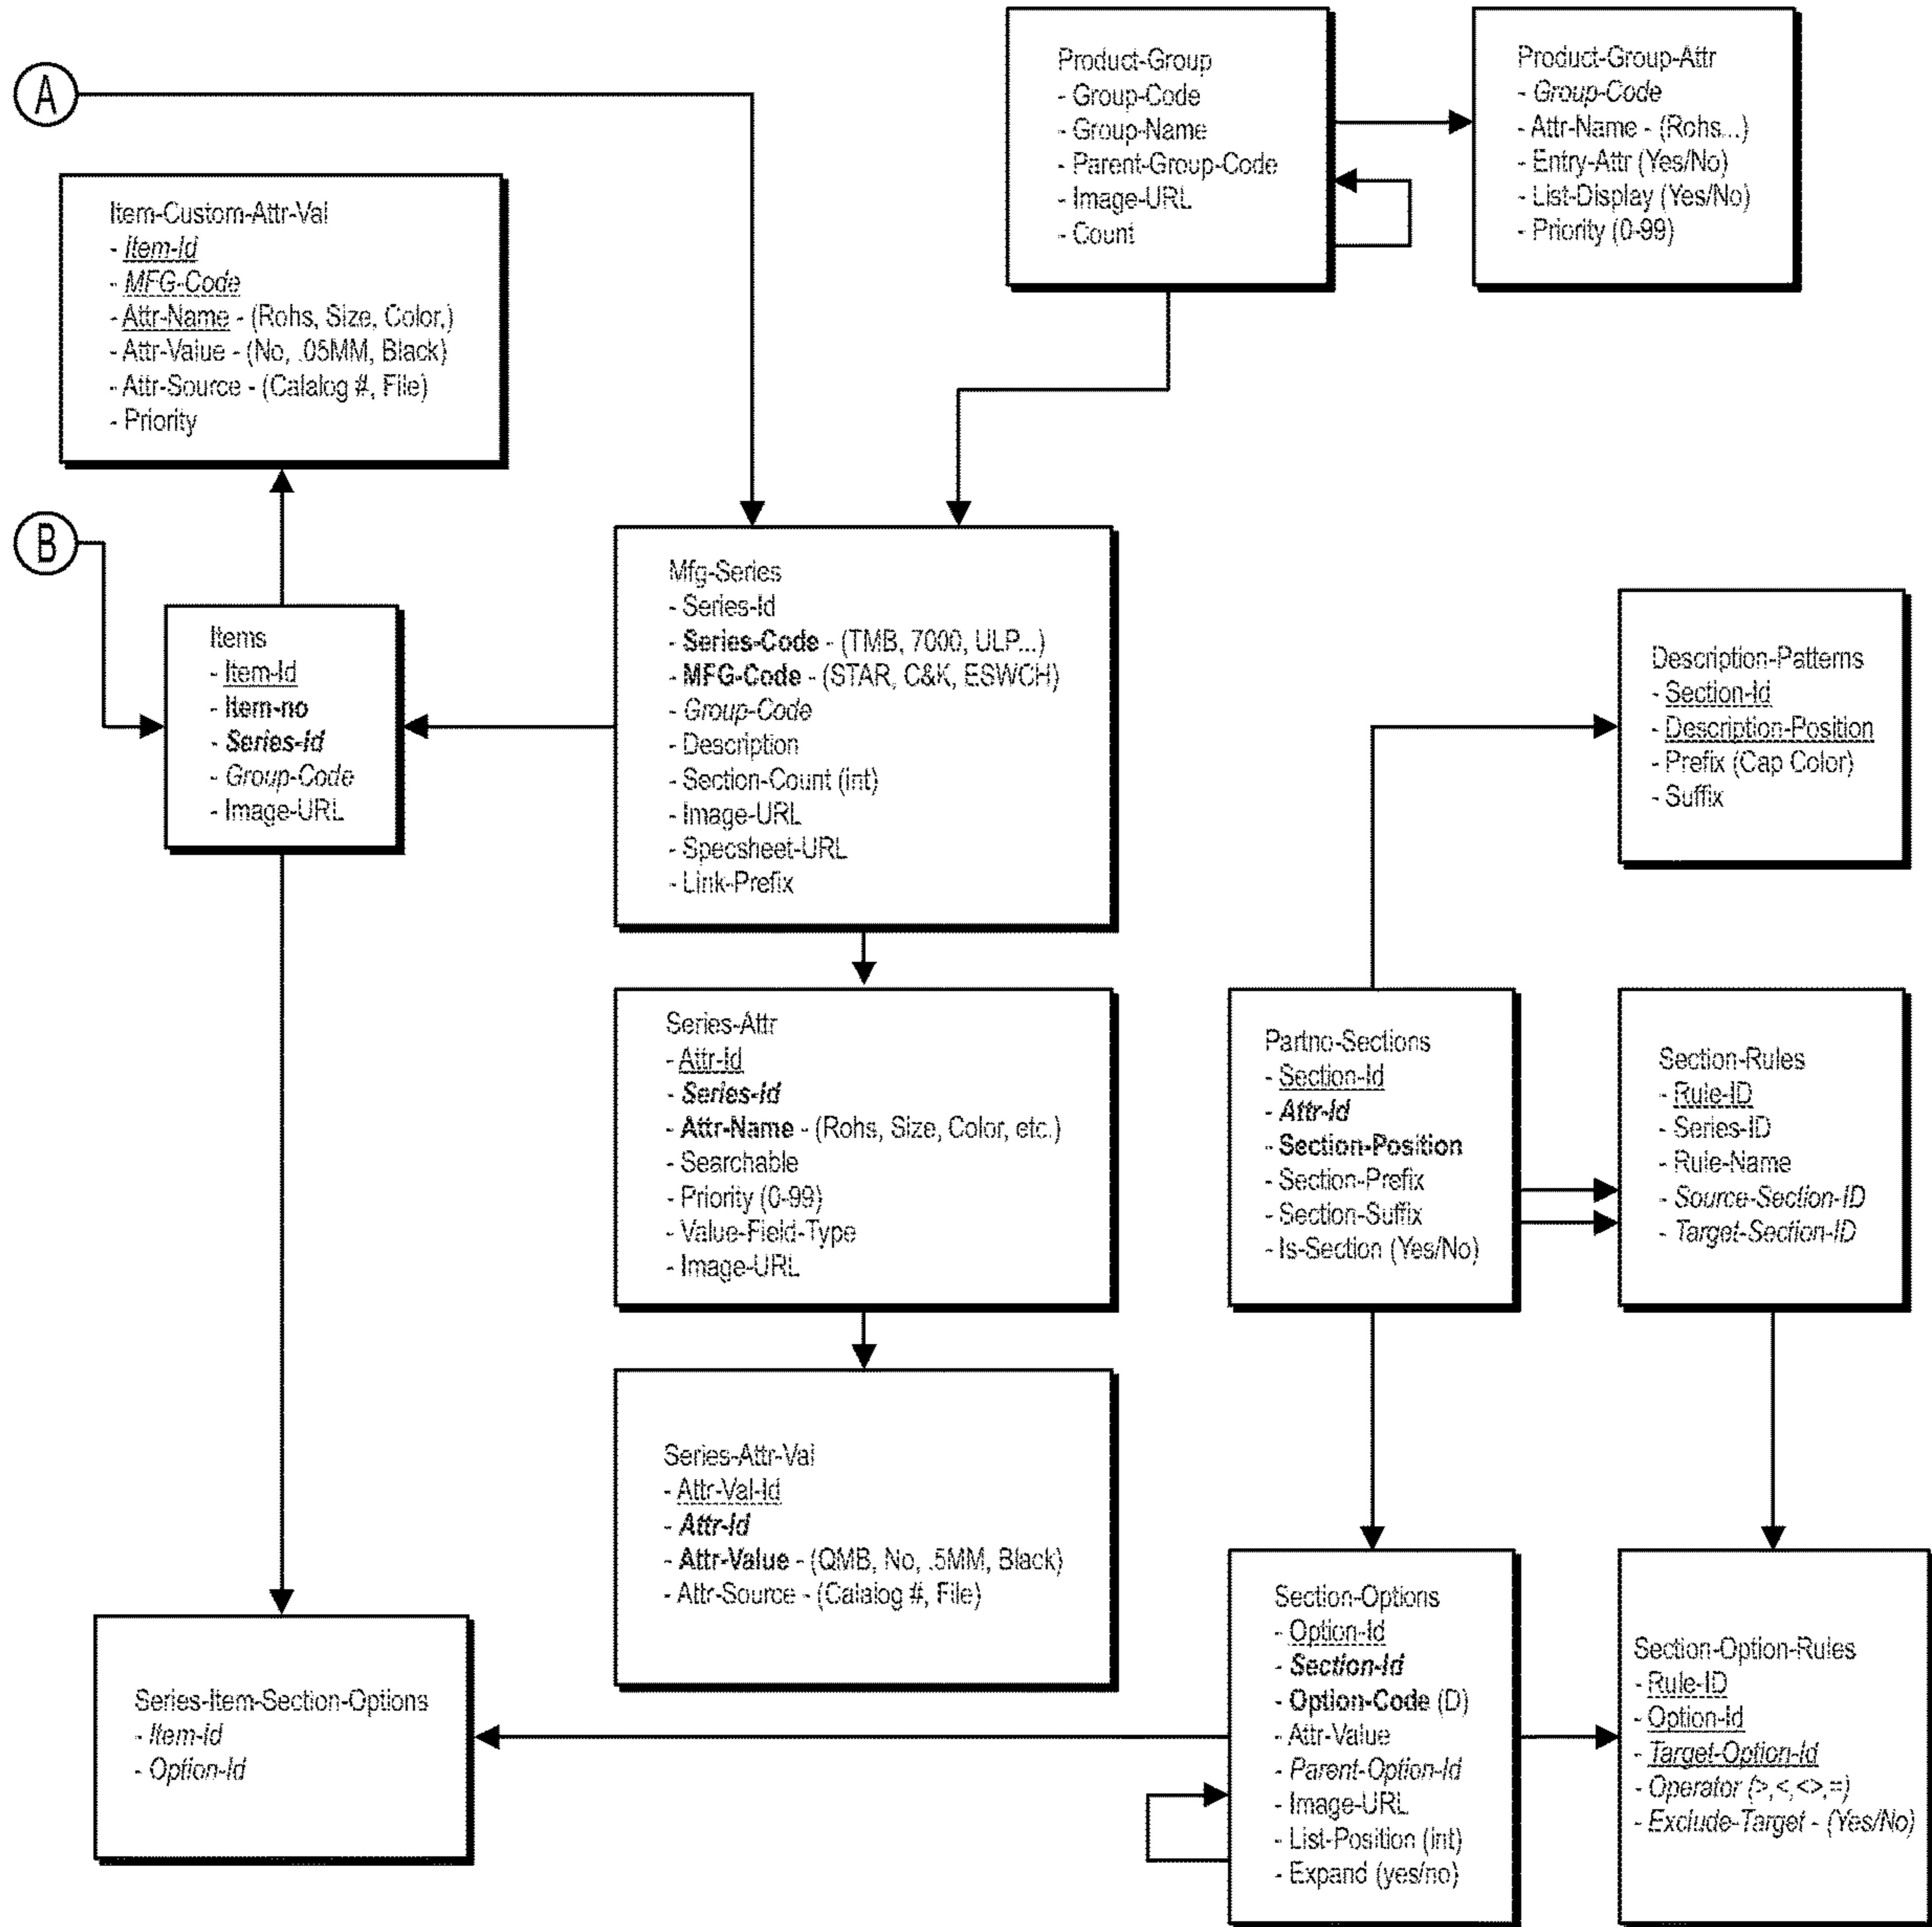 A
Product-Group
- Group-Code
- Group-Name
- Parent-Group-Code
- Image-URL
- Count
Product-Group-Attr
- Group-Code
- Attr-Name - (Rohs...)
- Entry-Attr (Yes/No)
- List-Display (Yes/No)
- Priority (0-99)
Item-Custom-Attr-Val
- Item-Id
- MFG-Code
- Attr-Name - (Rohs, Size, Color,)
- Attr-Value - (No, .05MM, Black)
- Attr-Source - (Calalog #, File)
- Priority
B
Items
- Item-Id
- Item-no
- Series-Id
- Group-Code
- Image-URL
Mfg-Series
- Series-Id
- Series-Code - (TMB, 7000, ULP...)
- MFG-Code - (STAR, C&K, ESWCH)
- Group-Code
- Description
- Section-Count (int)
- Image-URL
- Specsheet-URL
- Link-Prefix
Description-Patterns
- Section-Id
- Description-Position
- Prefix (Cap Color)
- Suffix
Series-Attr
- Attr-Id
- Series-Id
- Attr-Name - (Rohs, Size, Color, etc.)
- Searchable
- Priority (0-99)
- Value-Field-Type
- Image-URL
Partno-Sections
- Section-Id
- Attr-Id
- Section-Position
- Section-Prefix
- Section-Suffix
- Is-Section (Yes/No)
Section-Rules
- Rule-ID
- Series-ID
- Rule-Name
- Source-Section-ID
- Target-Section-ID
Series-Attr-Val
- Attr-Val-Id
- Attr-Id
- Attr-Value - (QMB, No, .5MM, Black)
- Attr-Source - (Calalog #, File)
Series-Item-Section-Options
- Item-Id
- Option-Id
Section-Options
- Option-Id
- Section-Id
- Option-Code (D)
- Attr-Value
- Parent-Option-Id
- Image-URL
- List-Position (int)
- Expand (yes/no)
Section-Option-Rules
- Rule-ID
- Option-Id
- Target-Option-Id
- Operator (>,<,<>,=)
- Exclude-Target - (Yes/No)